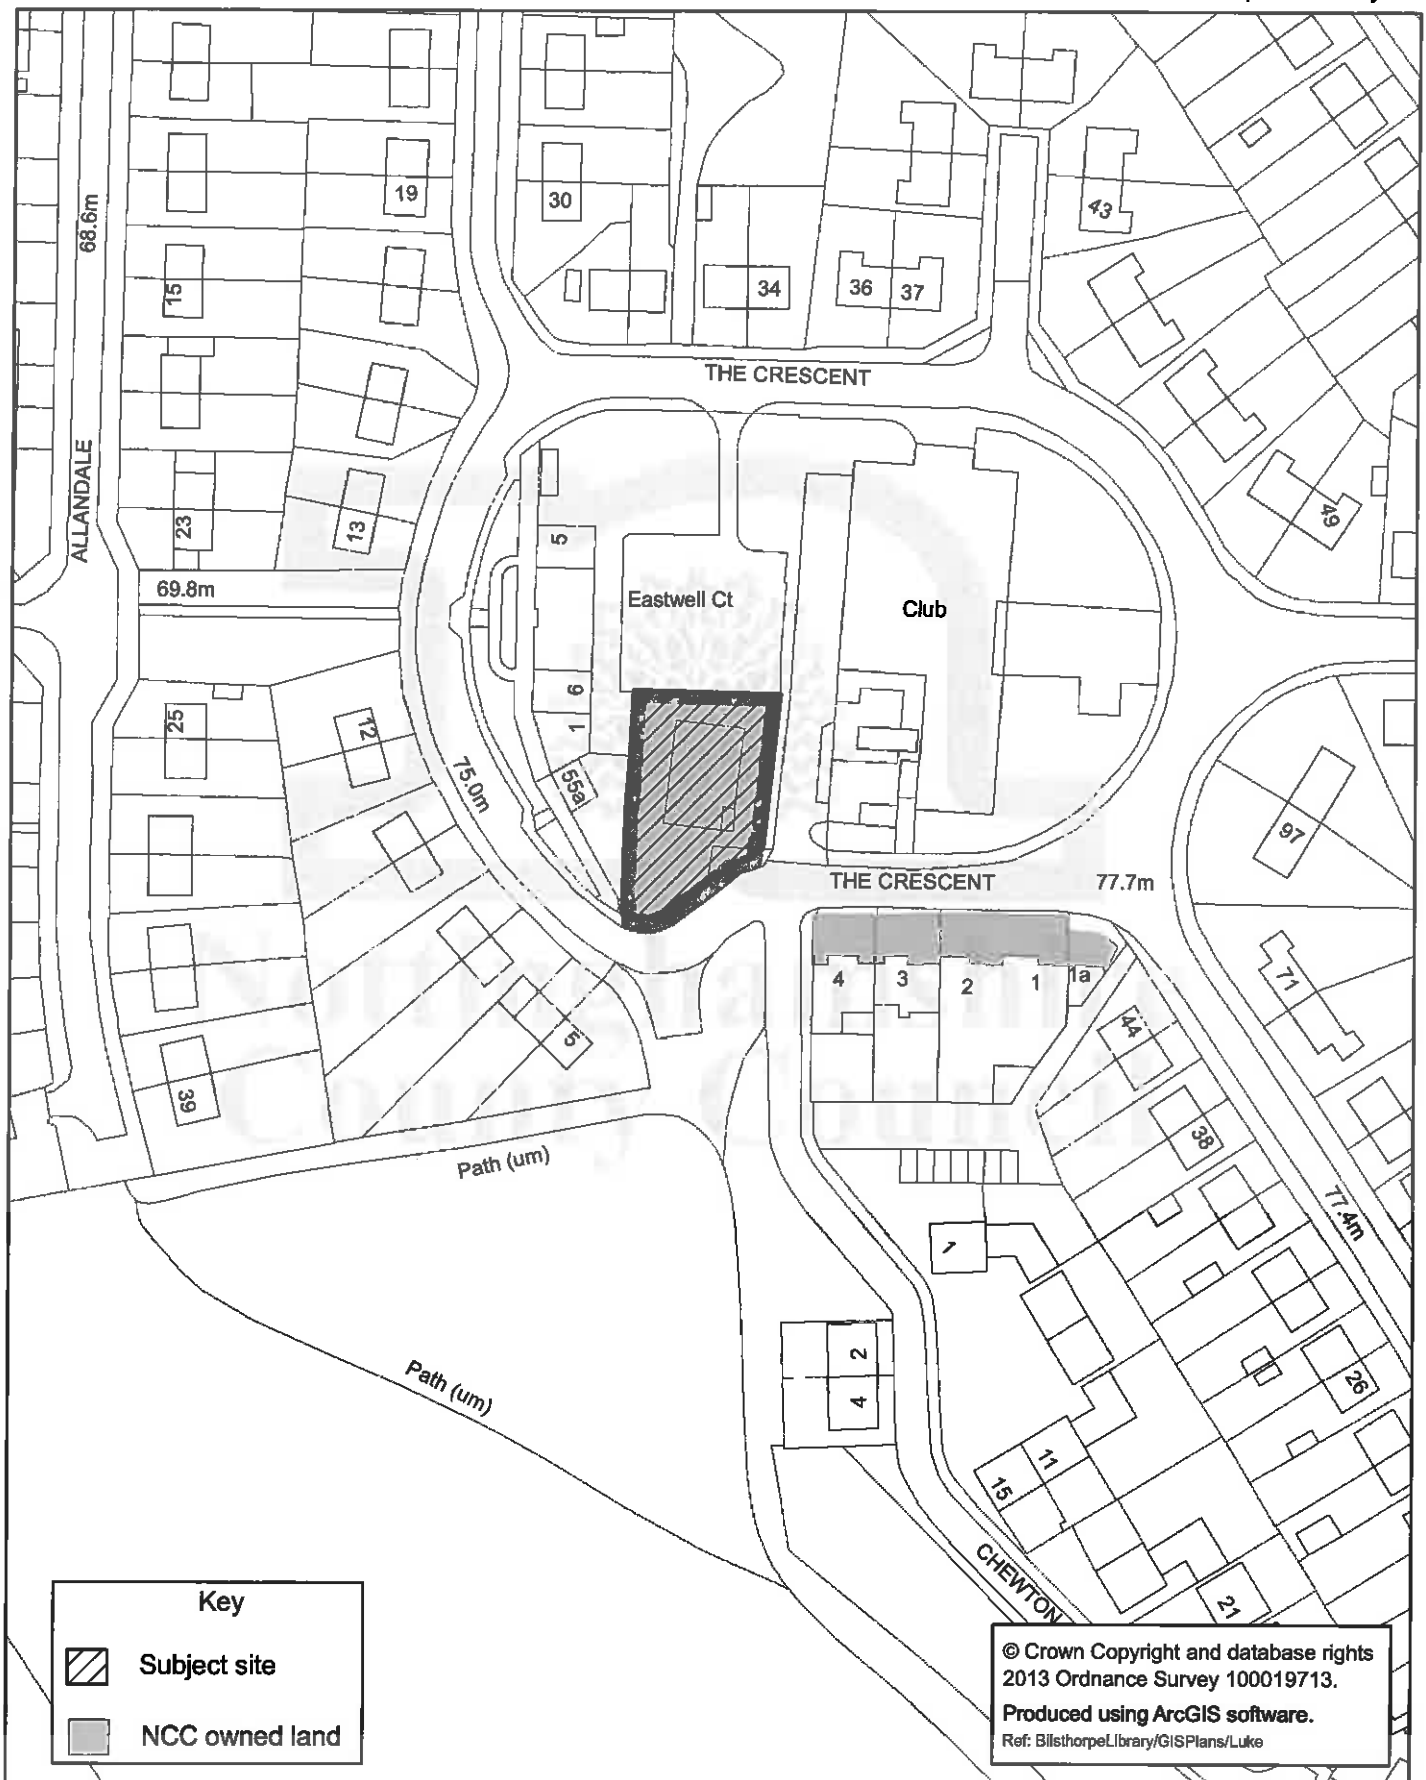 19
30
68.6m
15
34
36
37
43
THE CRESCENT
ALLANDALE
23
13
49
5
69.8m
Eastwell Ct
Club
6
1
25
12
75.0m
55a
97
THE CRESCENT
77.7m
4
3
2
1
1a
71
44
5
39
38
Path (um)
77.4m
1
2
4
Path (um)
26
11
15
CHEWTON
21
Key
Subject site
NCC owned land
© Crown Copyright and database rights
2013 Ordnance Survey 100019713.
Produced using ArcGIS software.
Ref: BilsthorpeLibrary/GISPlans/Luke
Nottinghamshire
County Council